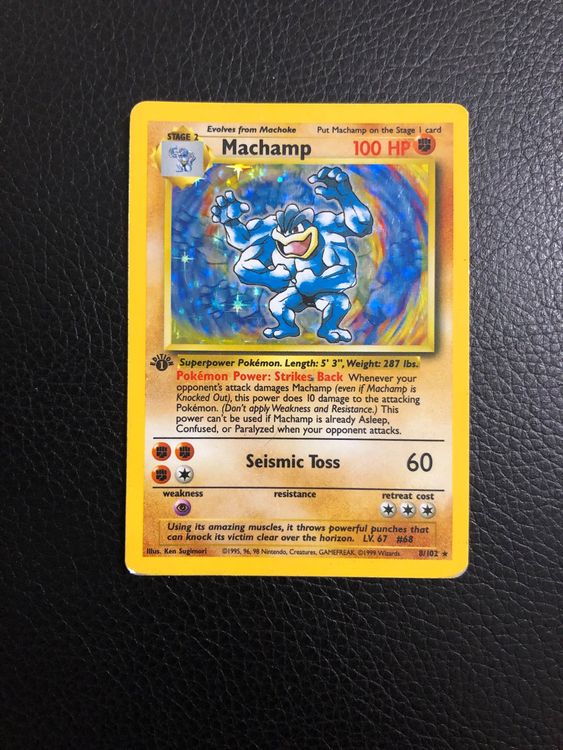 Evolves from Machoke Put Machamp on the Stage 1 card
STAGE 2
Machamp 100 HP
EDITION
1
Superpower Pokémon. Length: 5' 3", Weight: 287 lbs.
Pokémon Power: Strikes Back Whenever your
opponent's attack damages Machamp (even if Machamp is
Knocked Out), this power does 10 damage to the attacking
Pokémon. (Don't apply Weakness and Resistance.) This
power can't be used if Machamp is already Asleep,
Confused, or Paralyzed when your opponent attacks.
Seismic Toss 60
weakness resistance retreat cost
Using its amazing muscles, it throws powerful punches that
can knock its victim clear over the horizon. LV. 67 #68
Illus. Ken Sugimori ©1995, 96, 98 Nintendo, Creatures, GAMEFREAK. ©1999 Wizards. 8/102 ★